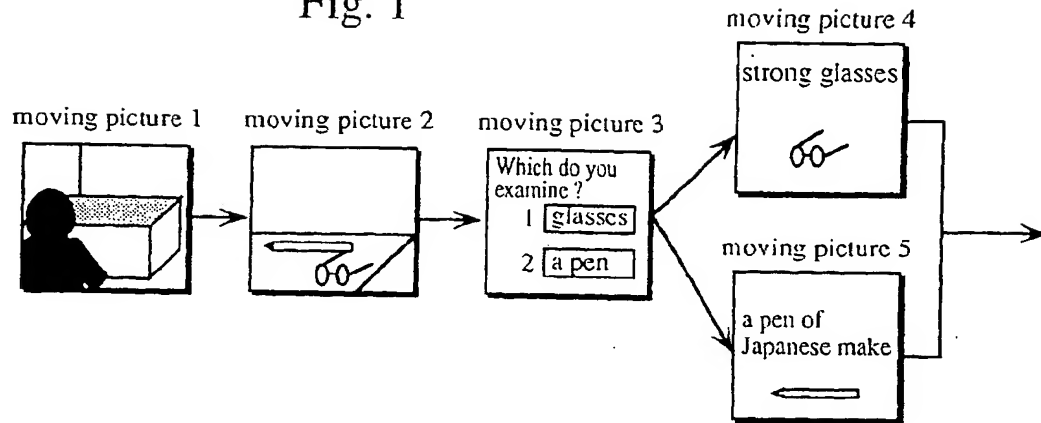 Fig. 1
moving picture 1
moving picture 2
moving picture 3
Which do you
examine ?
1 glasses
2 a pen
moving picture 4
strong glasses
moving picture 5
a pen of
Japanese make